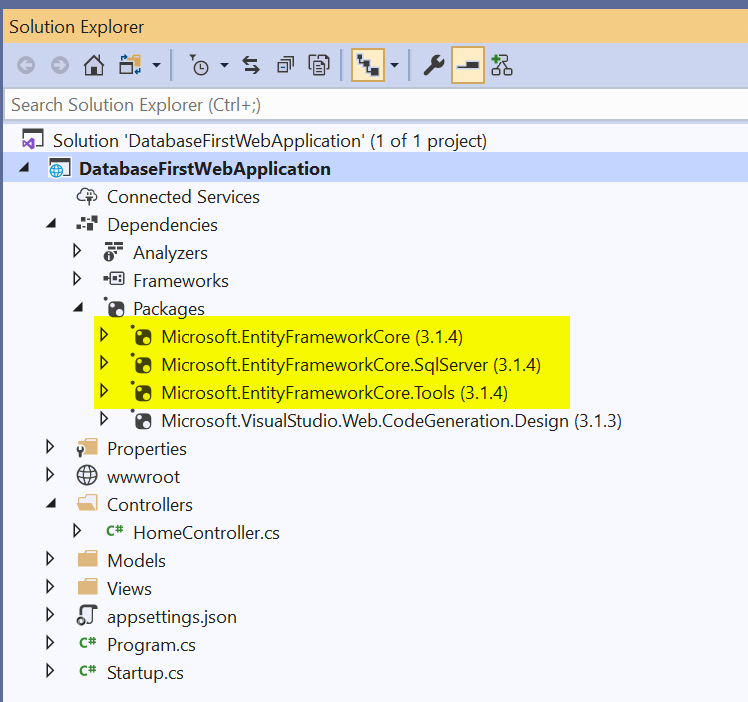 Solution Explorer
Search Solution Explorer (Ctrl+;)
Solution 'DatabaseFirstWebApplication' (1 of 1 project)
DatabaseFirstWebApplication
Connected Services
Dependencies
Analyzers
Frameworks
Packages
Microsoft.EntityFrameworkCore (3.1.4)
Microsoft.EntityFrameworkCore.SqlServer (3.1.4)
Microsoft.EntityFrameworkCore.Tools (3.1.4)
Microsoft.VisualStudio.Web.CodeGeneration.Design (3.1.3)
Properties
wwwroot
Controllers
C# HomeController.cs
Models
Views
appsettings.json
C# Program.cs
C# Startup.cs